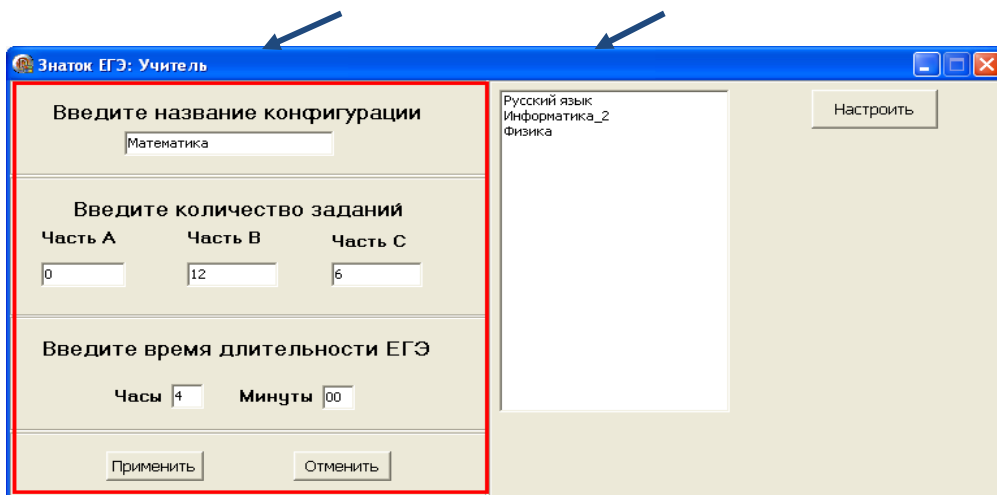 Знаток ЕГЭ: Учитель
Введите название конфигурации
Математика
Введите количество заданий
Часть А Часть В Часть С
0 12 6
Введите время длительности ЕГЭ
Часы 4 Минуты 00
Применить Отменить
Русский язык
Информатика_2
Физика
Настроить